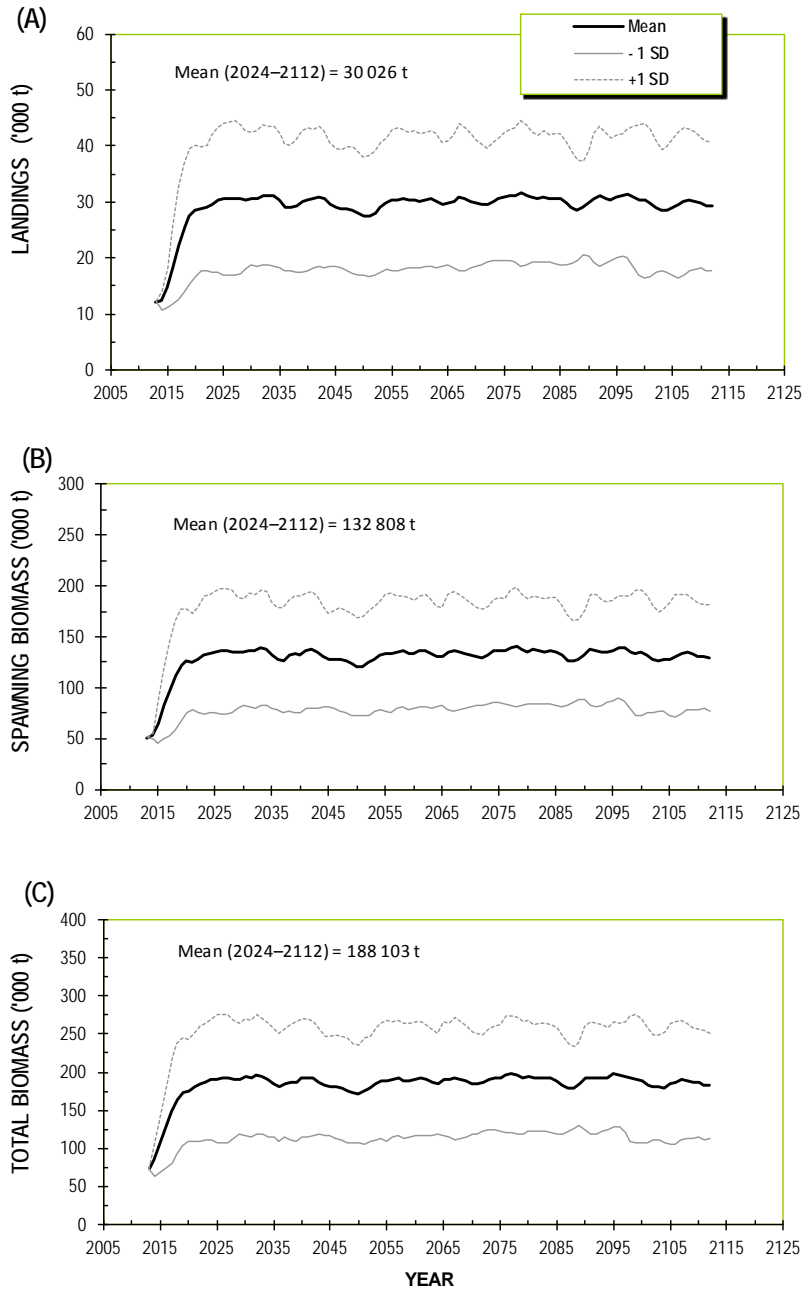 (A)
LANDINGS ('000 t)
60
50
40
30
20
10
0
Mean (2024–2112) = 30 026 t
Mean
- 1 SD
+1 SD
2005 2015 2025 2035 2045 2055 2065 2075 2085 2095 2105 2115 2125
(B)
SPAWNING BIOMASS ('000 t)
300
250
200
150
100
50
0
Mean (2024–2112) = 132 808 t
2005 2015 2025 2035 2045 2055 2065 2075 2085 2095 2105 2115 2125
(C)
TOTAL BIOMASS ('000 t)
400
350
300
250
200
150
100
50
0
Mean (2024–2112) = 188 103 t
2005 2015 2025 2035 2045 2055 2065 2075 2085 2095 2105 2115 2125
YEAR